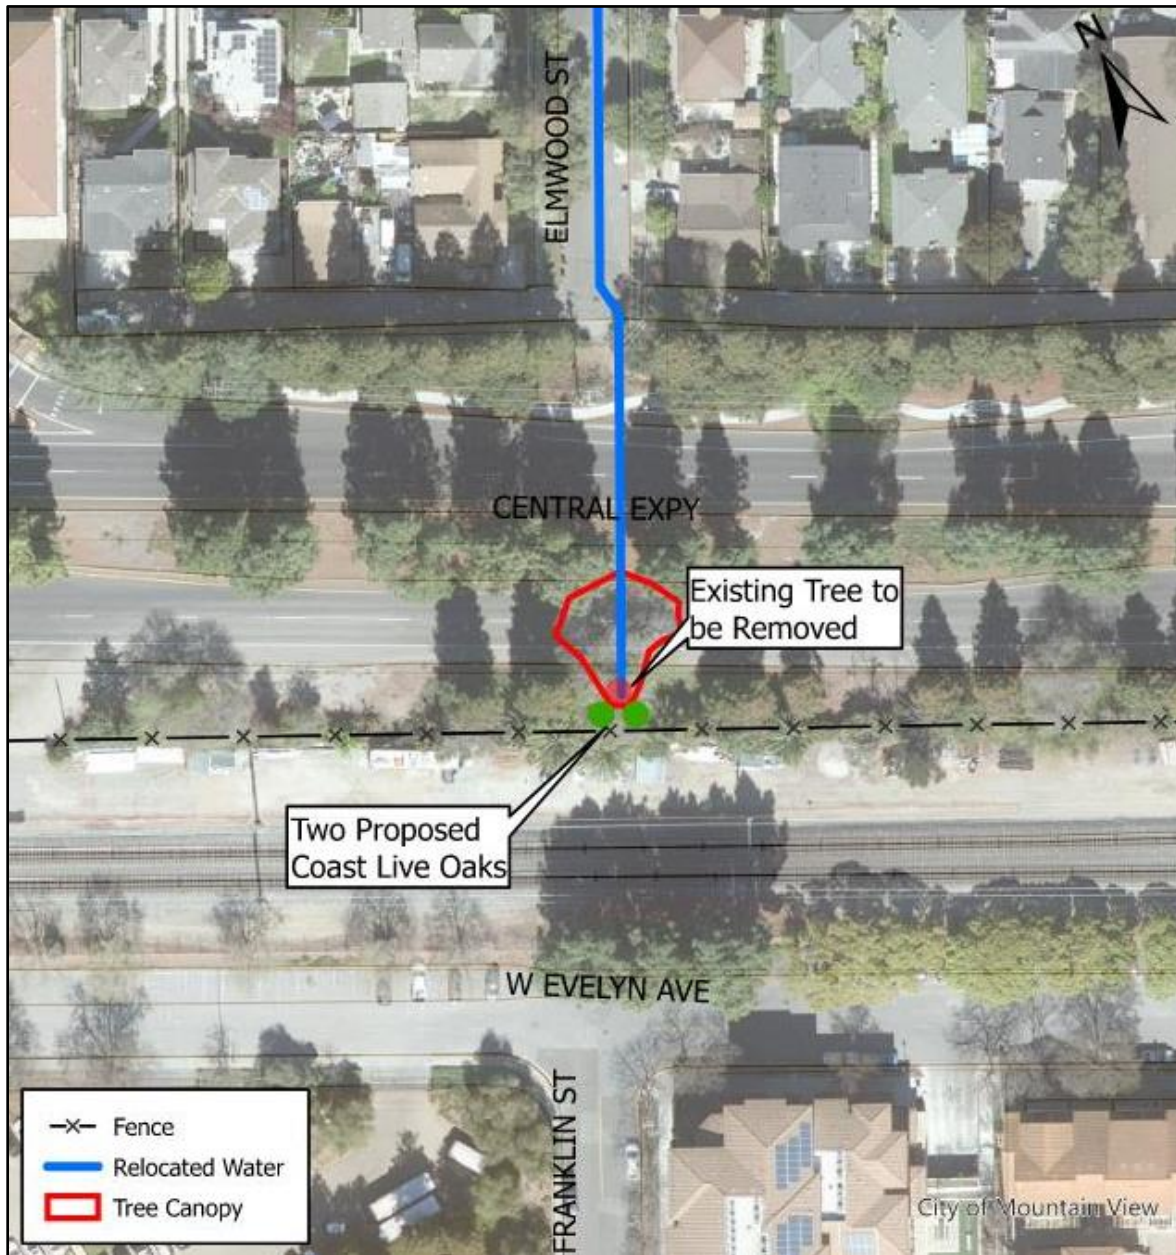 N
ELMWOOD ST
CENTRAL EXPY
Existing Tree to
be Removed
Two Proposed
Coast Live Oaks
W EVELYN AVE
FRANKLIN ST
Fence
Relocated Water
Tree Canopy
City of Mountain View